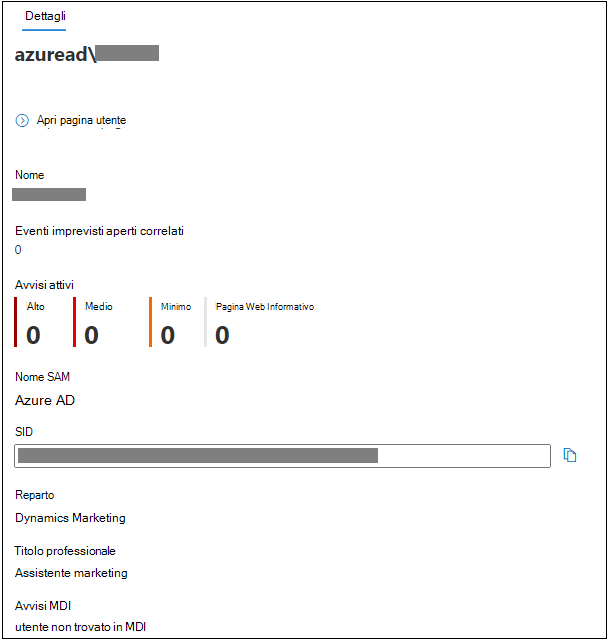 Dettagli
azuread\
Apri pagina utente
Nome
Eventi imprevisti aperti correlati
0
Avvisi attivi
Alto Medio Minimo Pagina Web Informativo
0 0 0 0
Nome SAM
Azure AD
SID
Reparto
Dynamics Marketing
Titolo professionale
Assistente marketing
Avvisi MDI
utente non trovato in MDI